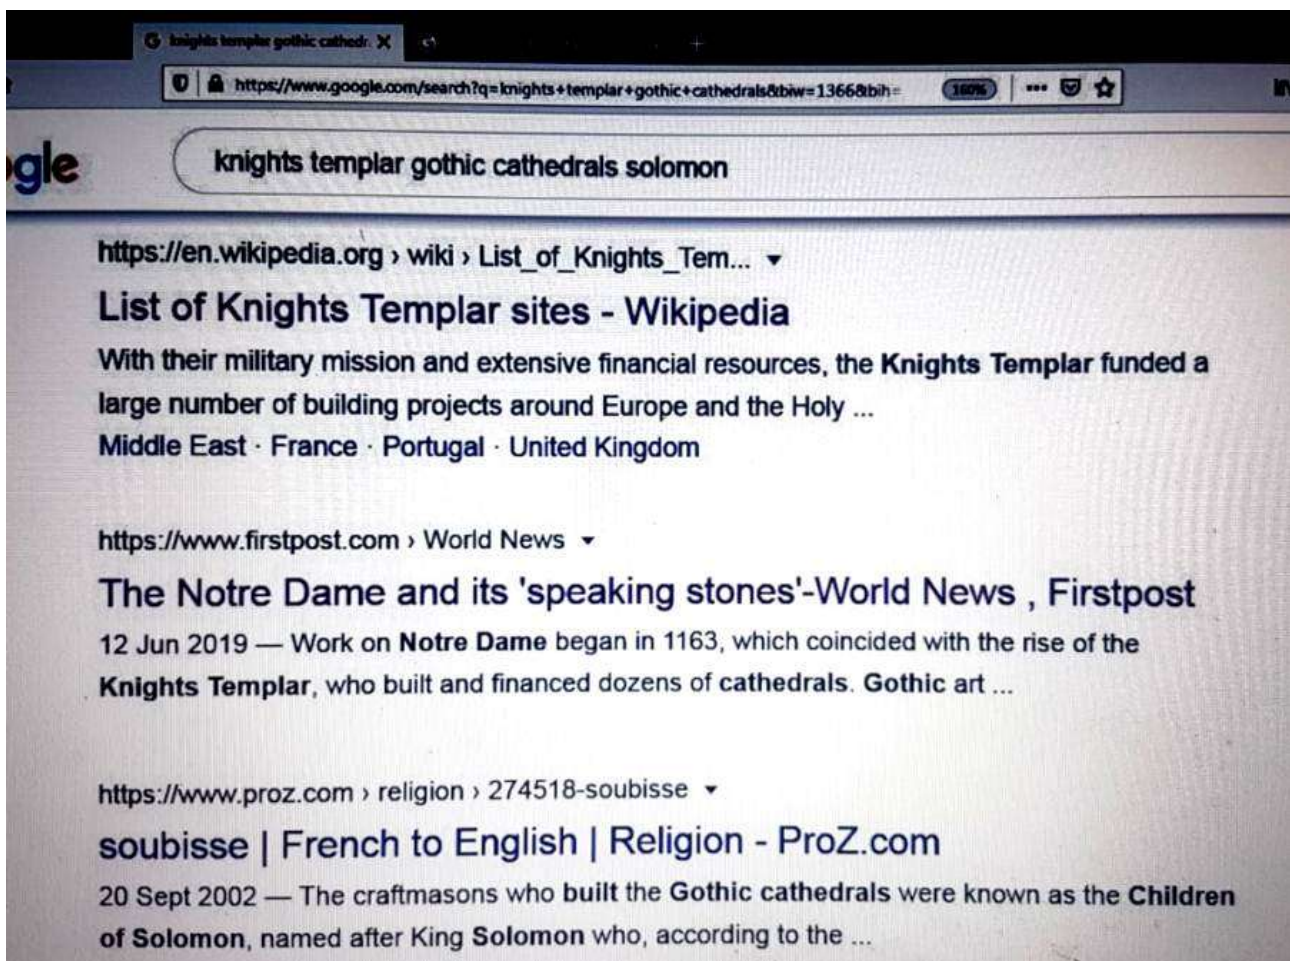 knights templar gothic cathedr
https://www.google.com/search?q=knights+templar+gothic+cathedrals&biw=1366&bih=
160%
gle
knights templar gothic cathedrals solomon
https://en.wikipedia.org › wiki › List_of_Knights_Tem...
List of Knights Templar sites - Wikipedia
With their military mission and extensive financial resources, the Knights Templar funded a
large number of building projects around Europe and the Holy ...
Middle East · France · Portugal · United Kingdom
https://www.firstpost.com › World News
The Notre Dame and its 'speaking stones'-World News , Firstpost
12 Jun 2019 — Work on Notre Dame began in 1163, which coincided with the rise of the
Knights Templar, who built and financed dozens of cathedrals. Gothic art ...
https://www.proz.com › religion › 274518-soubisse
soubisse | French to English | Religion - ProZ.com
20 Sept 2002 — The craftmasons who built the Gothic cathedrals were known as the Children
of Solomon, named after King Solomon who, according to the ...